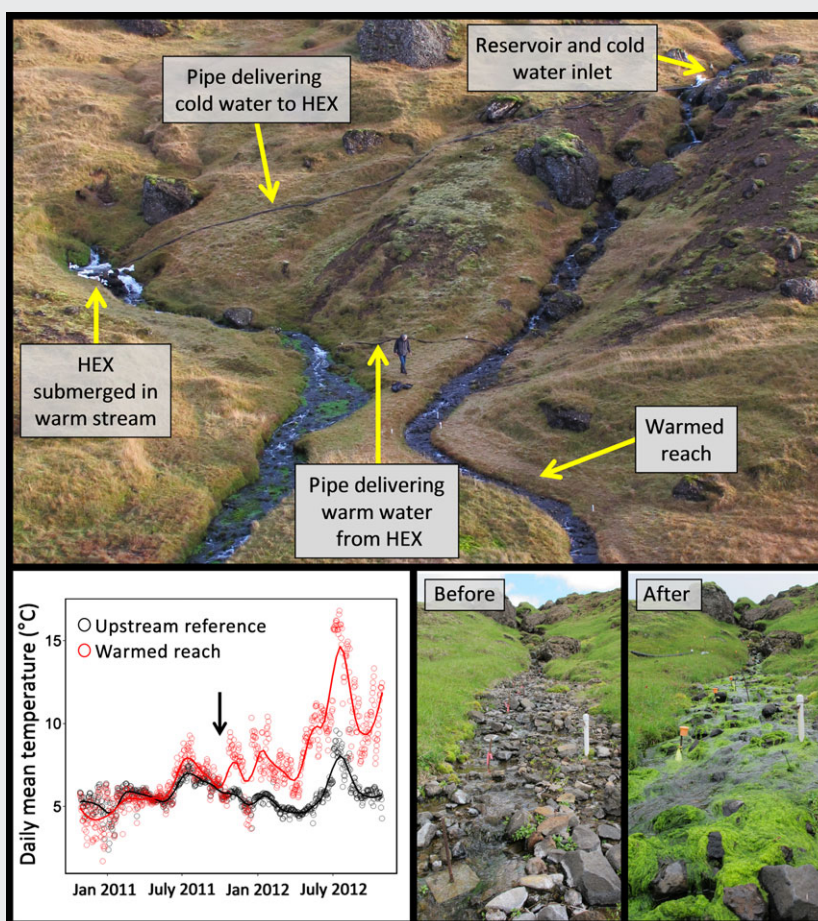 Reservoir and cold
water inlet
Pipe delivering
cold water to HEX
HEX
submerged in
warm stream
Warmed
reach
Pipe delivering
warm water
from HEX
Daily mean temperature (°C)
15
10
5
Upstream reference
Warmed reach
Jan 2011 July 2011 Jan 2012 July 2012
Before
After